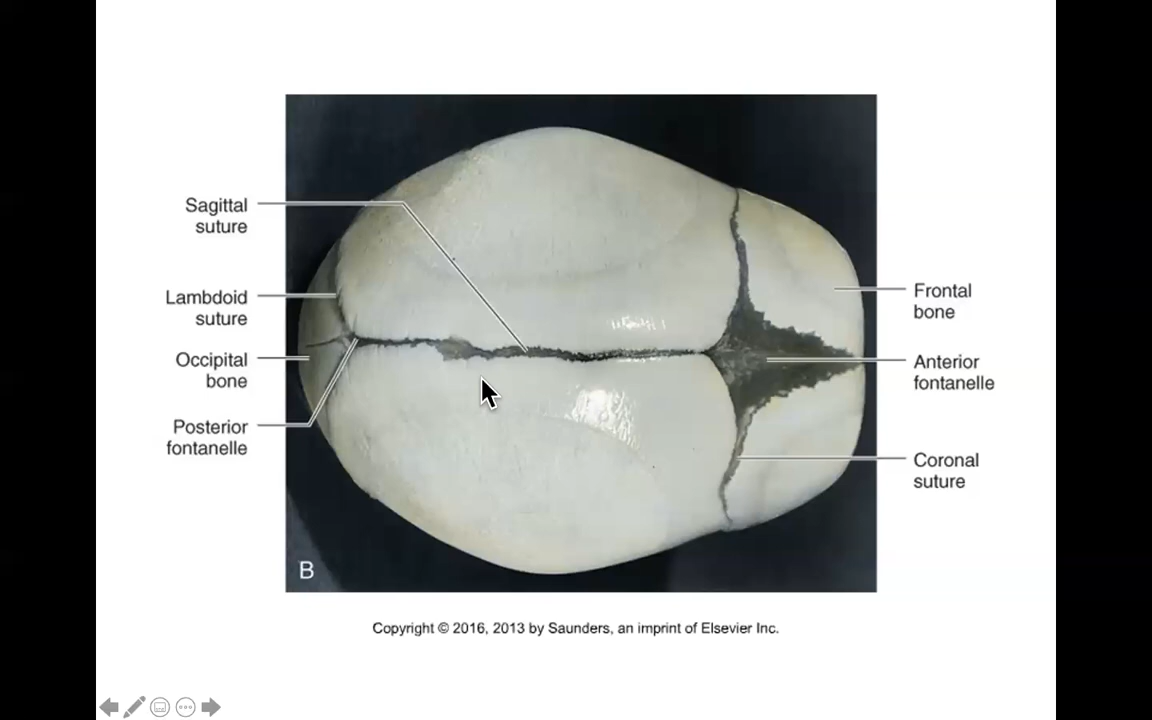 Sagittal
suture
Lambdoid
suture
Occipital
bone
Posterior
fontanelle
Frontal
bone
Anterior
fontanelle
Coronal
suture
B
Copyright © 2016, 2013 by Saunders, an imprint of Elsevier Inc.